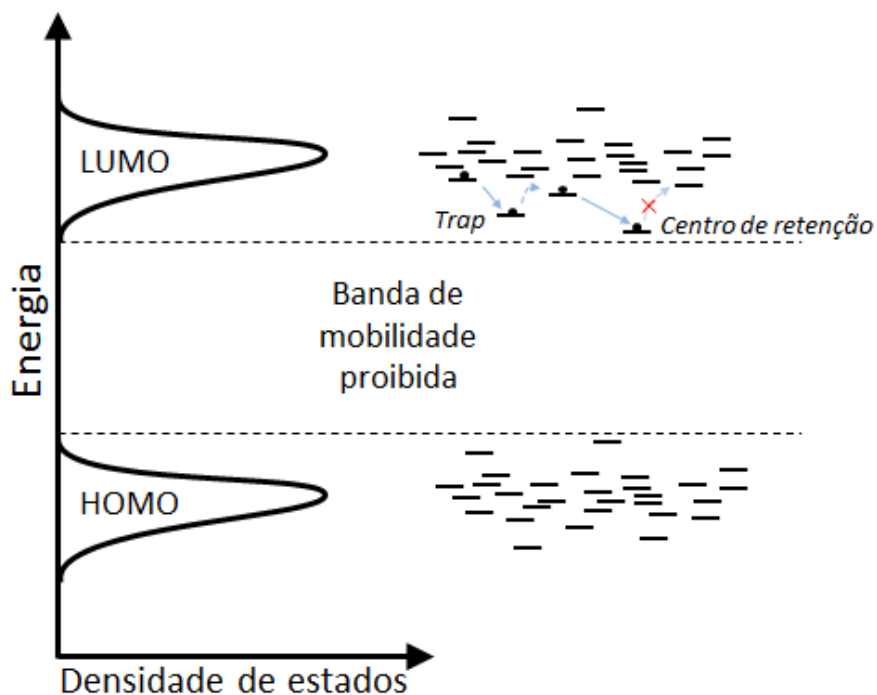 LUMO
Trap
Centro de retenção
Banda de
mobilidade
proibida
Energia
HOMO
Densidade de estados